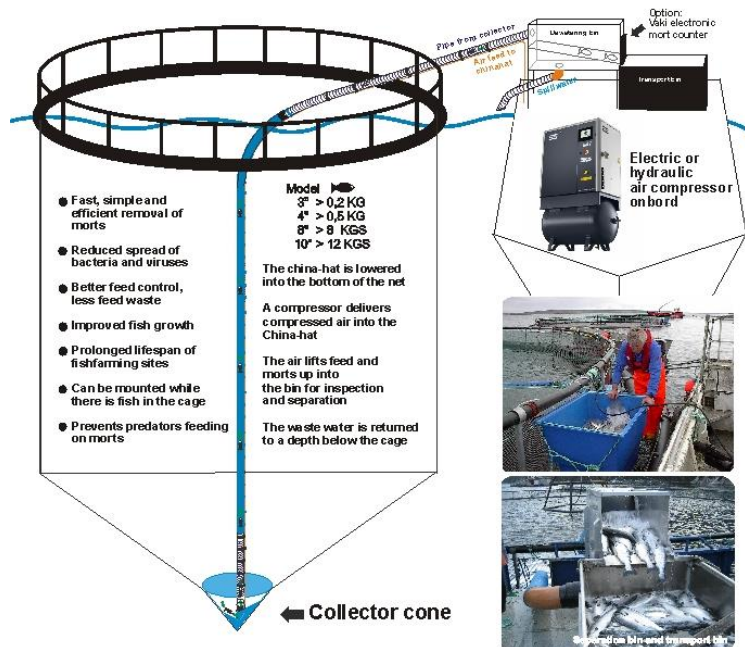 Option:
Vaki electronic
mort counter
Dewatering bin
Pipe from collector
Air feed to
chinahat
Spillwater
Transport bin
Electric or
hydraulic
air compressor
onbord
Fast, simple and
efficient removal of
morts
Reduced spread of
bacteria and viruses
Better feed control,
less feed waste
Improved fish growth
Prolonged lifespan of
fishfarming sites
Can be mounted while
there is fish in the cage
Prevents predators feeding
on morts
Model
3" > 0,2 KG
4" > 0,5 KG
8" > 8 KGS
10" > 12 KGS
The china-hat is lowered
into the bottom of the net
A compressor delivers
compressed air into the
China-hat
The air lifts feed and
morts up into
the bin for inspection
and separation
The waste water is returned
to a depth below the cage
Collector cone
Separation bin and transport bin